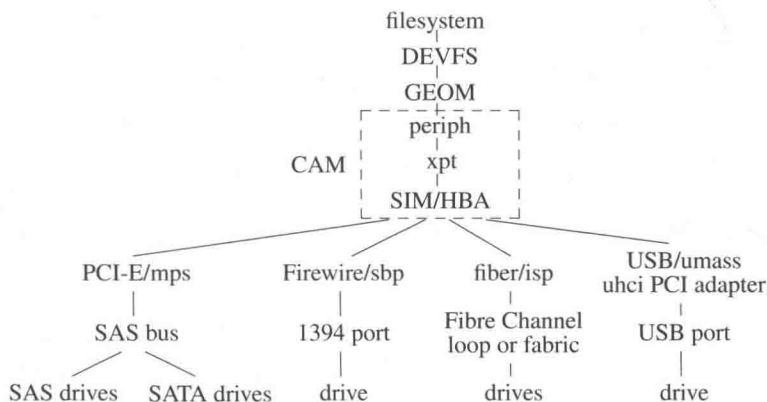 filesystem
DEVFS
GEOM
periph
CAM
xpt
SIM/HBA
PCI-E/mps
Firewire/sbp
fiber/isp
USB/umass
uhci PCI adapter
SAS bus
1394 port
Fibre Channel
loop or fabric
USB port
SAS drives
SATA drives
drive
drives
drive